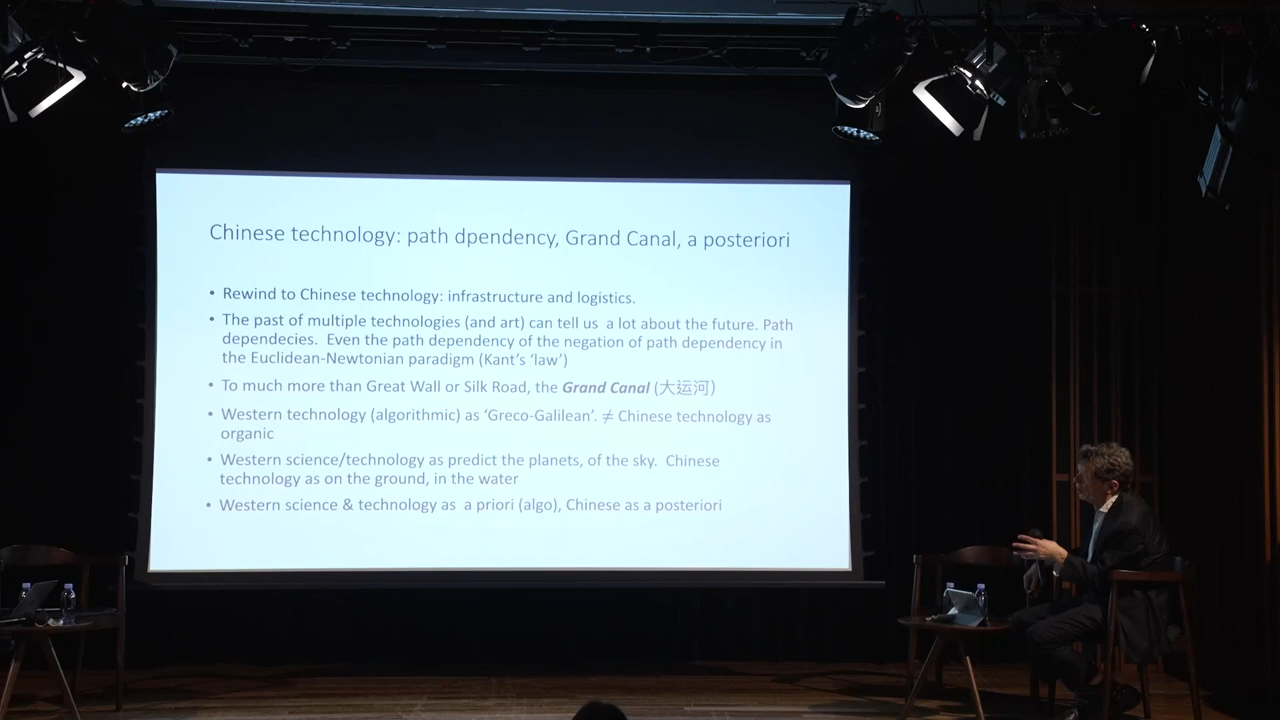 Chinese technology: path dpendency, Grand Canal, a posteriori
• Rewind to Chinese technology: infrastructure and logistics.
• The past of multiple technologies (and art) can tell us  a lot about the future. Path
dependecies.  Even the path dependency of the negation of path dependency in
the Euclidean-Newtonian paradigm (Kant's 'law')
• To much more than Great Wall or Silk Road, the Grand Canal (大运河)
• Western technology (algorithmic) as 'Greco-Galilean'. ≠ Chinese technology as
organic
• Western science/technology as predict the planets, of the sky.  Chinese
technology as on the ground, in the water
• Western science & technology as  a priori (algo), Chinese as a posteriori